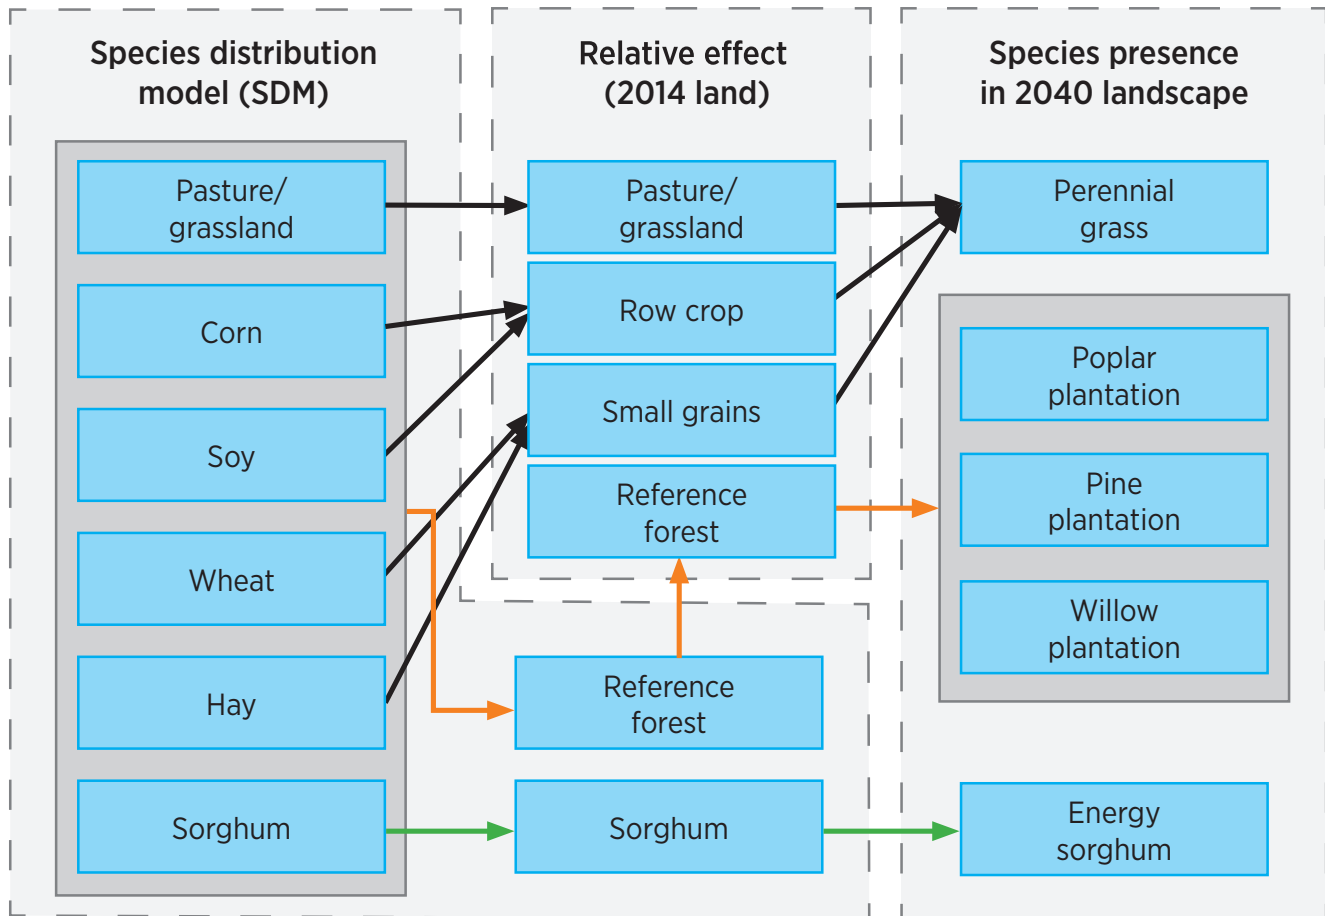 Species distribution
model (SDM)
Pasture/
grassland
Corn
Soy
Wheat
Hay
Sorghum
Relative effect
(2014 land)
Pasture/
grassland
Row crop
Small grains
Reference
forest
Reference
forest
Sorghum
Species presence
in 2040 landscape
Perennial
grass
Poplar
plantation
Pine
plantation
Willow
plantation
Energy
sorghum